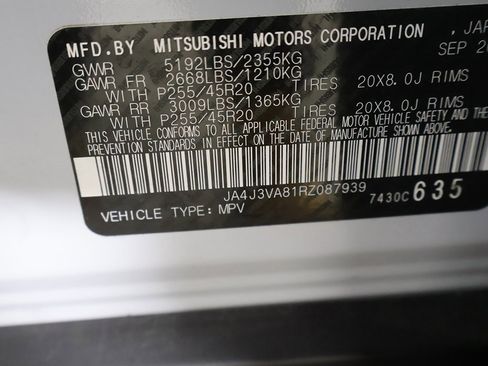 MFD.BY MITSUBISHI MOTORS CORPORATION, JAP
GVWR 5192LBS/2355KG SEP 20
GAWR FR 2668LBS/1210KG
WITH P255/45R20 TIRES 20X8.0J RIMS
GAWR RR 3009LBS/1365KG
WITH P255/45R20 TIRES 20X8.0J RIMS
THIS VEHICLE CONFORMS TO ALL APPLICABLE FEDERAL MOTOR VEHICLE
SAFETY AND THEFT PREVENTION STANDARDS IN EFFECT ON THE DATE OF
MANUFACTURE SHOWN ABOVE.
JA4J3VA81RZ087939 7430C 635
VEHICLE TYPE: MPV